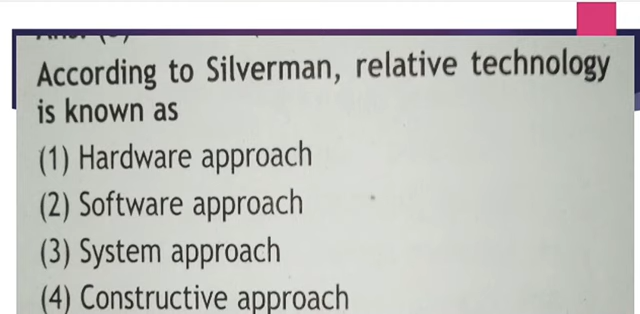 According to Silverman, relative technology
is known as
(1) Hardware approach
(2) Software approach
(3) System approach
(4) Constructive approach